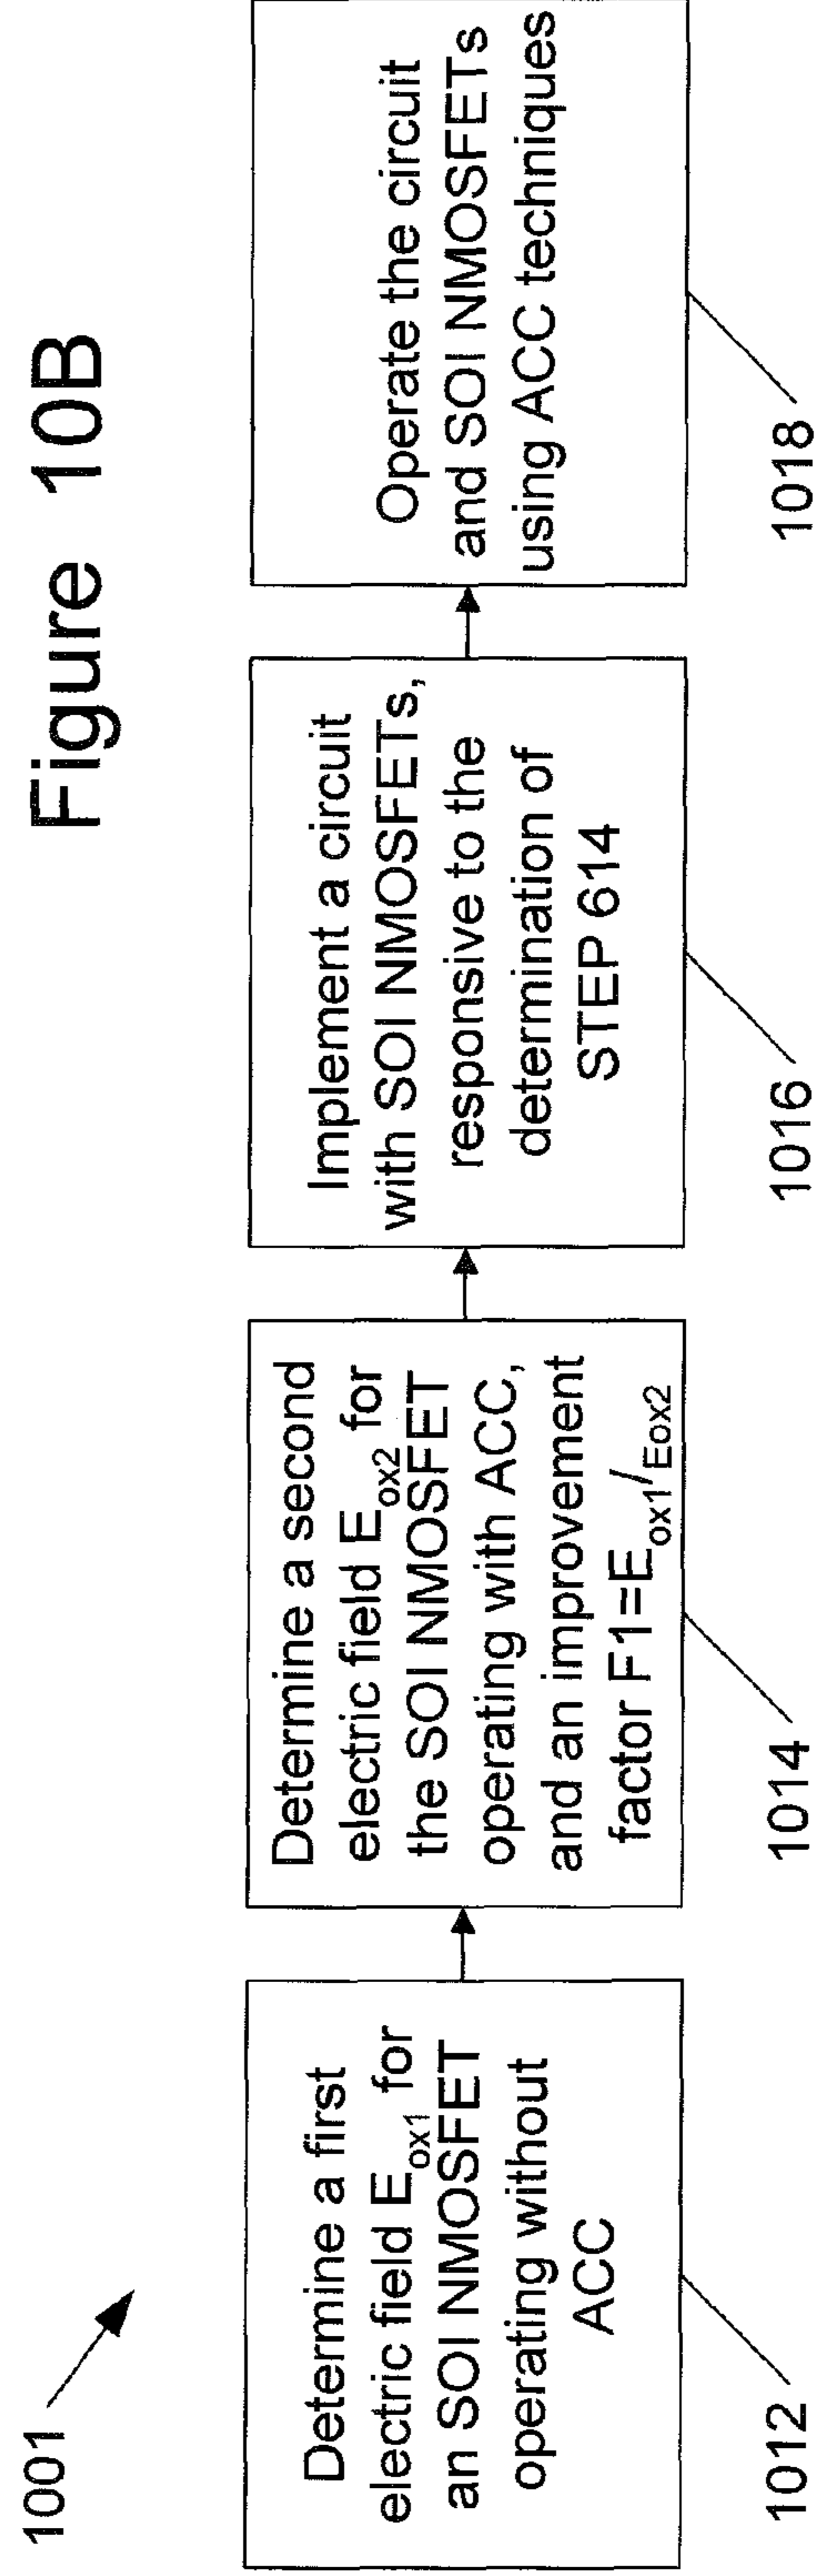 Figure 10B
1001
Determine a first
electric field Eox1 for
an SOI NMOSFET
operating without
ACC
1012
Determine a second
electric field Eox2 for
the SOI NMOSFET
operating with ACC,
and an improvement
factor F1=Eox1/Eox2
1014
Implement a circuit
with SOI NMOSFETs,
responsive to the
determination of
STEP 614
1016
Operate the circuit
and SOI NMOSFETs
using ACC techniques
1018